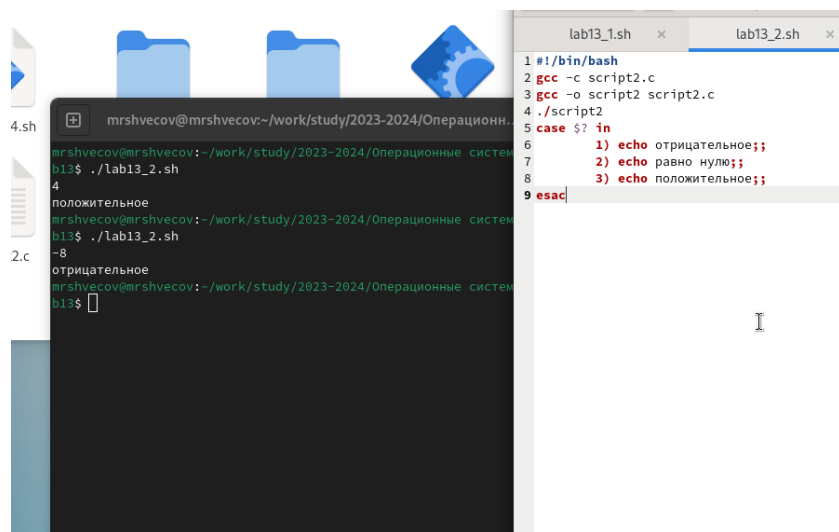 4.sh
2.c
mrshvecov@mrshvecov:~/work/study/2023-2024/Операционн...
mrshvecov@mrshvecov:~/work/study/2023-2024/Операционные систем
b13$ ./lab13_2.sh
4
положительное
mrshvecov@mrshvecov:~/work/study/2023-2024/Операционные систем
b13$ ./lab13_2.sh
-8
отрицательное
mrshvecov@mrshvecov:~/work/study/2023-2024/Операционные систем
b13$
lab13_1.sh × lab13_2.sh ×
1 #!/bin/bash
2 gcc -c script2.c
3 gcc -o script2 script2.c
4 ./script2
5 case $? in
6 1) echo отрицательное;;
7 2) echo равно нулю;;
8 3) echo положительное;;
9 esac